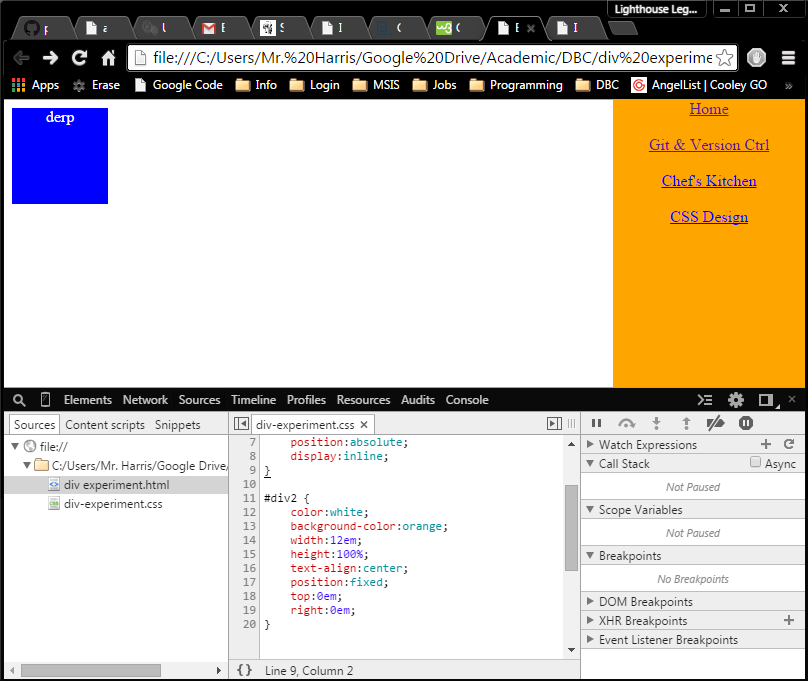 Lighthouse Leg...
p
a
U
E
S
I
C
w3 C
E
I
file:///C:/Users/Mr.%20Harris/Google%20Drive/Academic/DBC/div%20experime
Apps Erase Google Code Info Login MSIS Jobs Programming DBC AngelList | Cooley GO »
derp
Home
Git & Version Ctrl
Chef's Kitchen
CSS Design
Elements Network Sources Timeline Profiles Resources Audits Console
Sources Content scripts Snippets
file://
C:/Users/Mr. Harris/Google Drive/
div experiment.html
div-experiment.css
div-experiment.css ×
7 position:absolute;
8 display:inline;
9 }
10
11 #div2 {
12 color:white;
13 background-color:orange;
14 width:12em;
15 height:100%;
16 text-align:center;
17 position:fixed;
18 top:0em;
19 right:0em;
20 }
{} Line 9, Column 2
Watch Expressions
Call Stack Async
Not Paused
Scope Variables
Not Paused
Breakpoints
No Breakpoints
DOM Breakpoints
XHR Breakpoints
Event Listener Breakpoints